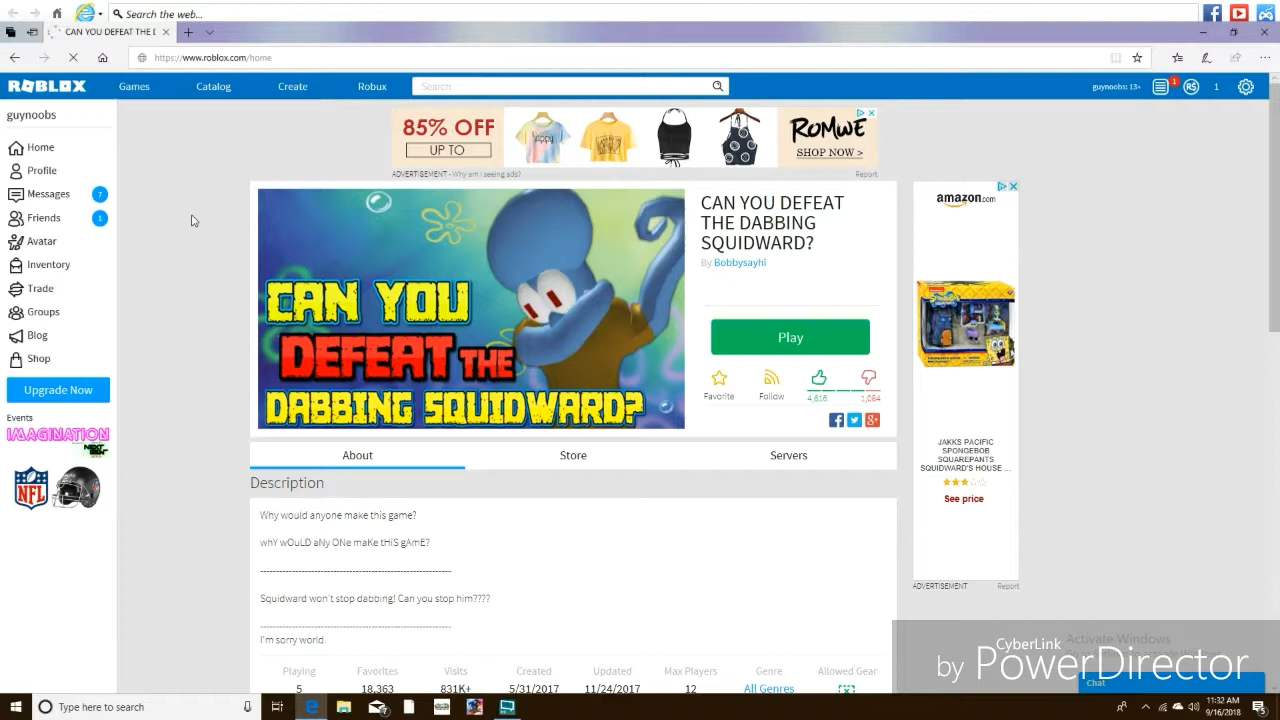 Search the web...
CAN YOU DEFEAT THE D
https://www.roblox.com/home
ROBLOX
Games
Catalog
Create
Robux
Search
guynoobs: 13+
1
1
guynoobs
Home
Profile
Messages
7
Friends
1
Avatar
Inventory
Trade
Groups
Blog
Shop
Upgrade Now
Events
IMAGINATION
NFL
85% OFF
UP TO
ROMWE
SHOP NOW >
ADVERTISEMENT - Why am I seeing ads?
Report
CAN YOU
DEFEAT THE
DABBING SQUIDWARD?
CAN YOU DEFEAT
THE DABBING
SQUIDWARD?
By Bobbysayhi
Play
Favorite
Follow
4,616
1,084
About
Store
Servers
Description
Why would anyone make this game?
whY wOuLD aNy ONe maKe tHiS gAmE?
------------------------------------------------
Squidward won't stop dabbing! Can you stop him????
------------------------------------------------
I'm sorry world.
Playing
Favorites
Visits
Created
Updated
Max Players
Genre
Allowed Gear
5
18,363
831K+
5/31/2017
11/24/2017
12
All Genres
amazon.com
JAKKS PACIFIC
SPONGEBOB
SQUAREPANTS
SQUIDWARD'S HOUSE ...
See price
ADVERTISEMENT
Report
Activate Windows
CyberLink
by PowerDirector
Chat
Type here to search
7
11:32 AM
9/16/2018
5